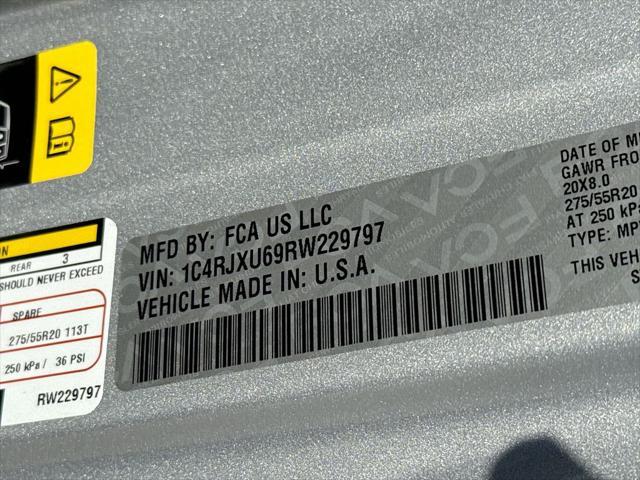 ON
REAR 3
SHOULD NEVER EXCEED
SPARE
275/55R20 113T
250 kPa/ 36 PSI
RW229797
MFD BY: FCA US LLC
VIN: 1C4RJXU69RW229797
VEHICLE MADE IN: U.S.A.
DATE OF M
GAWR FRO
20X8.0
275/55R20
AT 250 kPa
TYPE: MP
THIS VEH
S